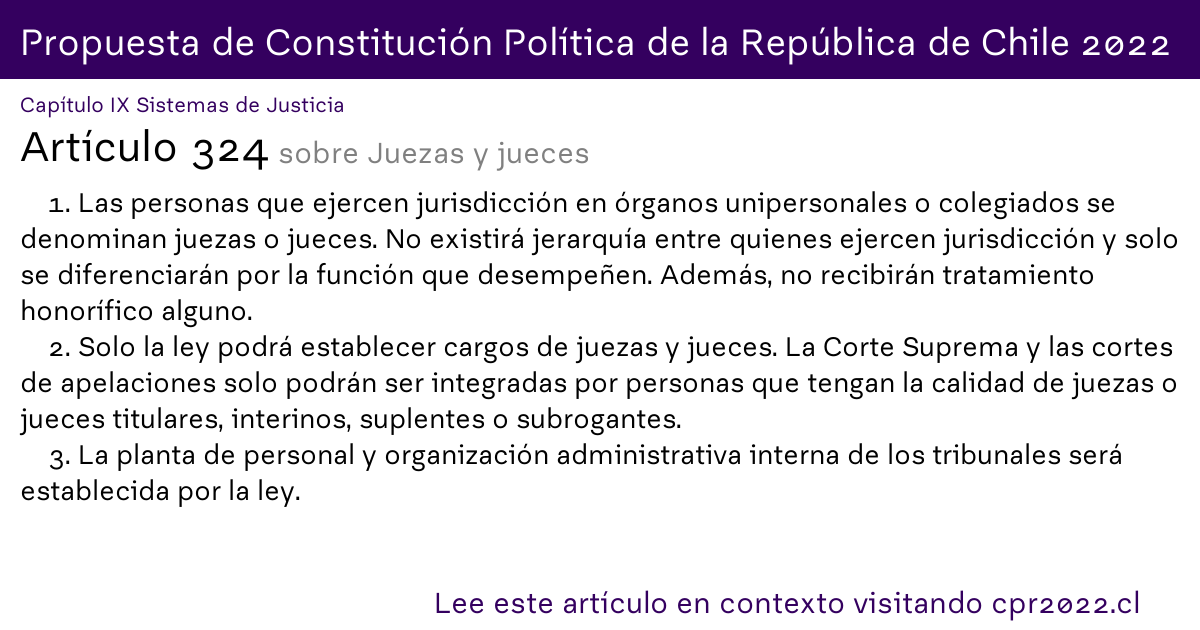 Propuesta de Constitución Política de la República de Chile 2022
Capítulo IX Sistemas de Justicia
Artículo 324 sobre Juezas y jueces
1. Las personas que ejercen jurisdicción en órganos unipersonales o colegiados se
denominan juezas o jueces. No existirá jerarquía entre quienes ejercen jurisdicción y solo
se diferenciarán por la función que desempeñen. Además, no recibirán tratamiento
honorífico alguno.
2. Solo la ley podrá establecer cargos de juezas y jueces. La Corte Suprema y las cortes
de apelaciones solo podrán ser integradas por personas que tengan la calidad de juezas o
jueces titulares, interinos, suplentes o subrogantes.
3. La planta de personal y organización administrativa interna de los tribunales será
establecida por la ley.
Lee este artículo en contexto visitando cpr2022.cl